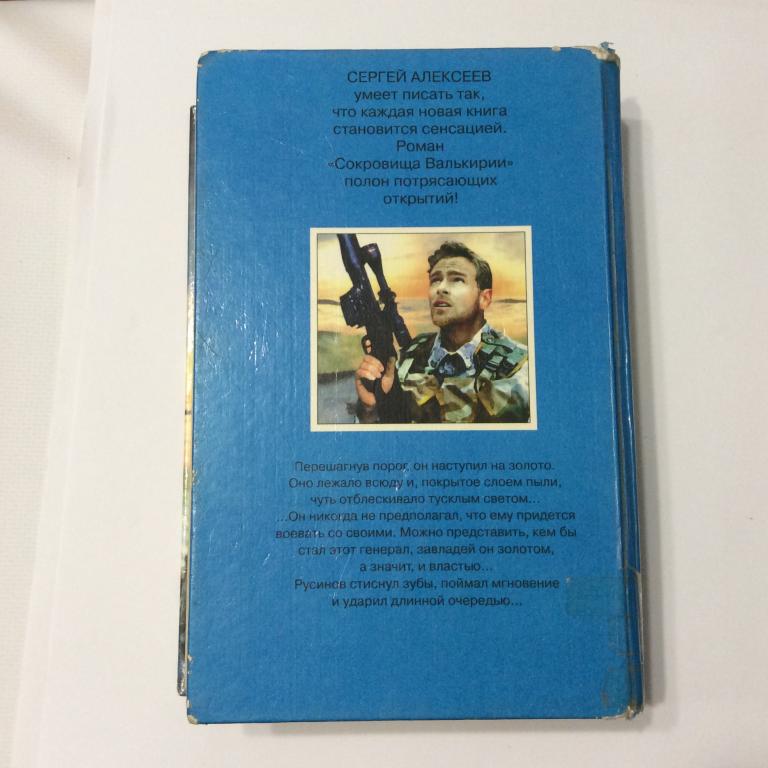 СЕРГЕЙ АЛЕКСЕЕВ
умеет писать так,
что каждая новая книга
становится сенсацией.
Роман
«Сокровища Валькирии»
полон потрясающих
открытий!
Перешагнув порог, он наступил на золото.
Оно лежало всюду и, покрытое слоем пыли,
чуть отблескивало тусклым светом...
...Он никогда не предполагал, что ему придется
воевать со своими. Можно представить, кем бы
стал этот генерал, завладей он золотом,
а значит, и властью...
Русинов стиснул зубы, поймал мгновение
и ударил длинной очередью...